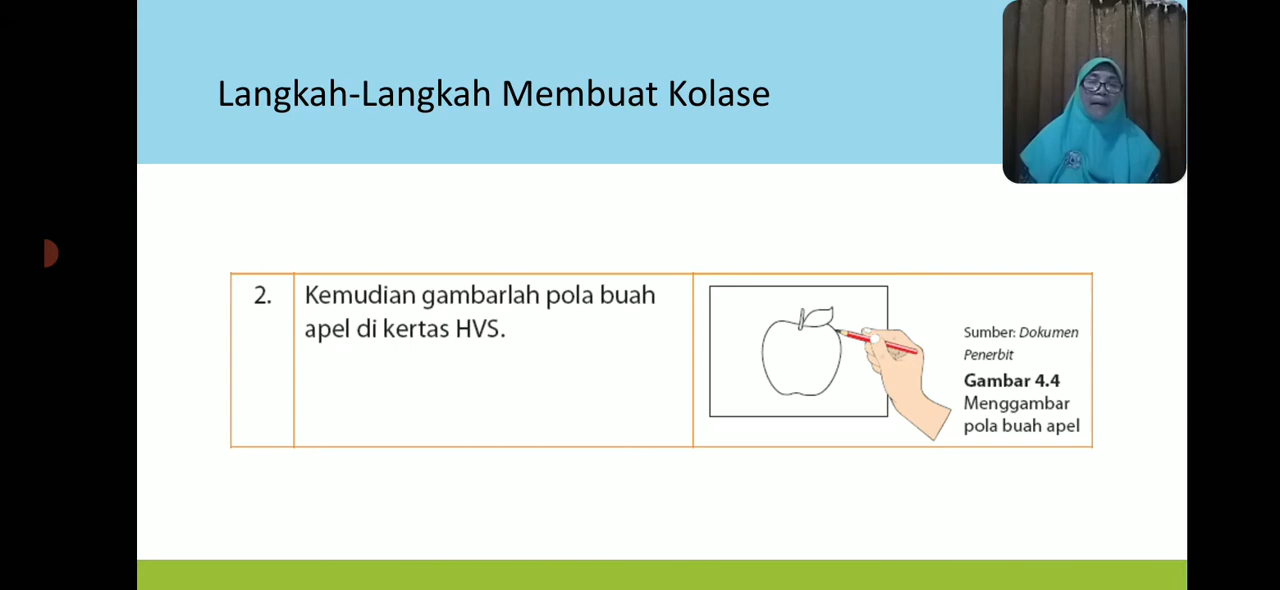 Langkah-Langkah Membuat Kolase
2.
Kemudian gambarlah pola buah
apel di kertas HVS.
Sumber: Dokumen
Penerbit
Gambar 4.4
Menggambar
pola buah apel